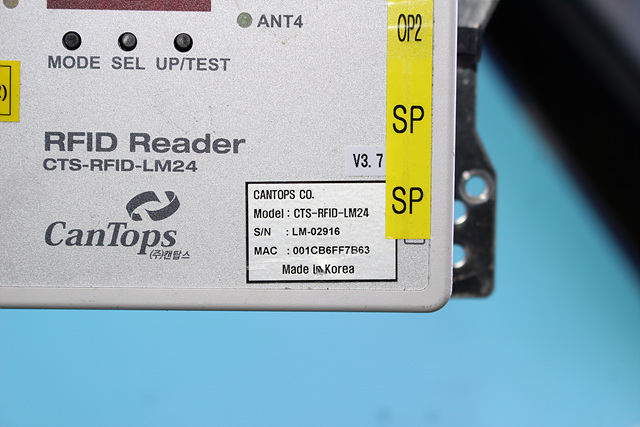 ANT4
MODE SEL UP/TEST
OP2
SP
SP
RFID Reader
CTS-RFID-LM24
V3. 7
CanTops
(주)캔탑스
CANTOPS CO.
Model : CTS-RFID-LM24
S/N : LM-02916
MAC : 001CB6FF7B63
Made In Korea